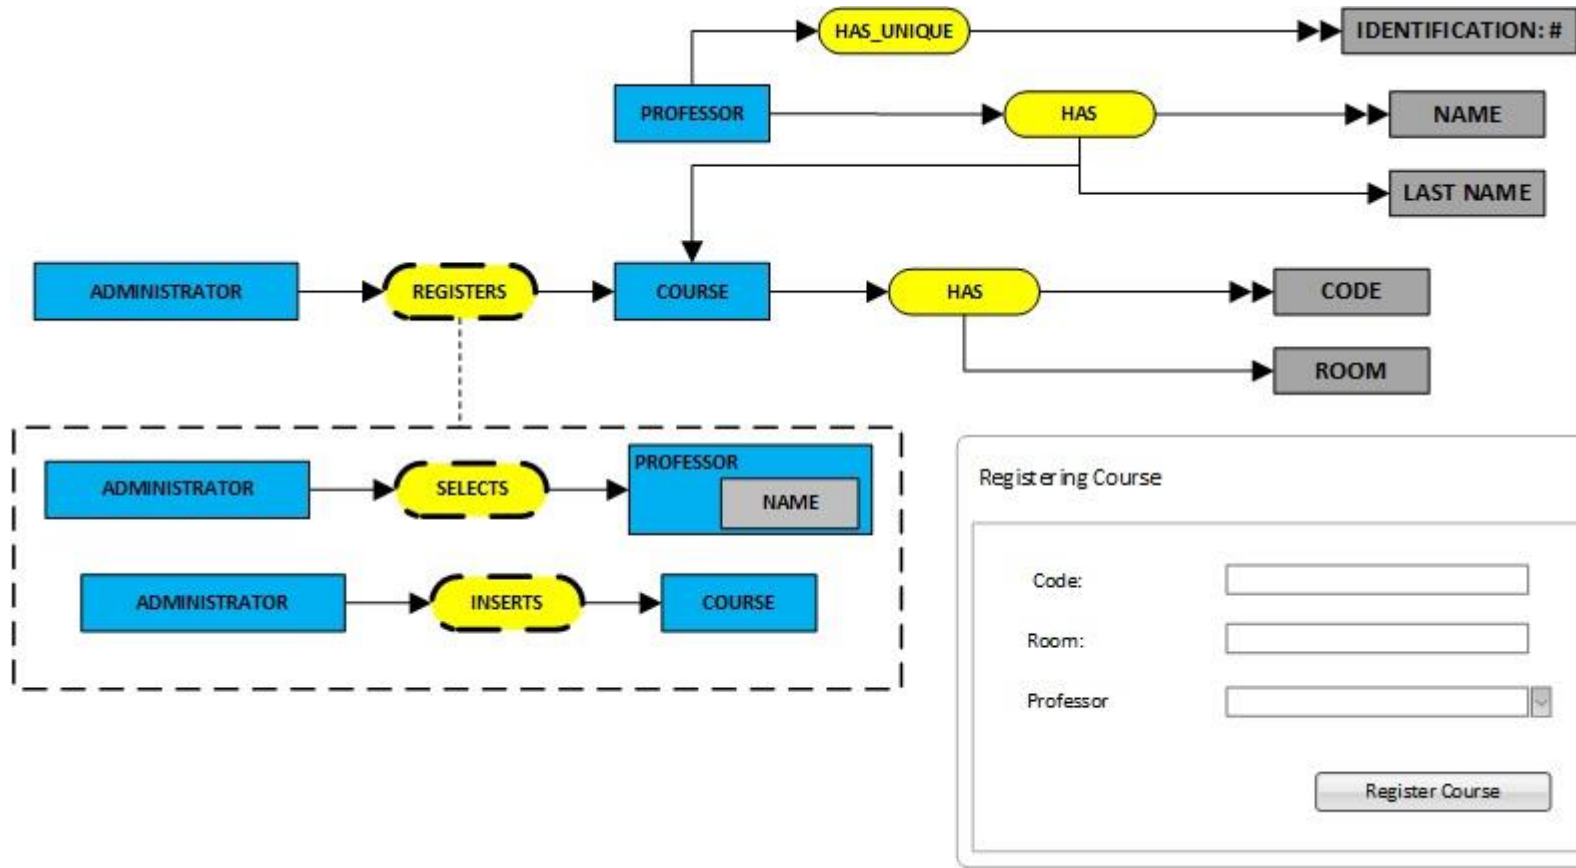 HAS_UNIQUE
IDENTIFICATION: #
PROFESSOR
HAS
NAME
LAST NAME
ADMINISTRATOR
REGISTERS
COURSE
HAS
CODE
ROOM
ADMINISTRATOR
SELECTS
PROFESSOR
NAME
ADMINISTRATOR
INSERTS
COURSE
Registering Course
Code:
Room:
Professor
Register Course